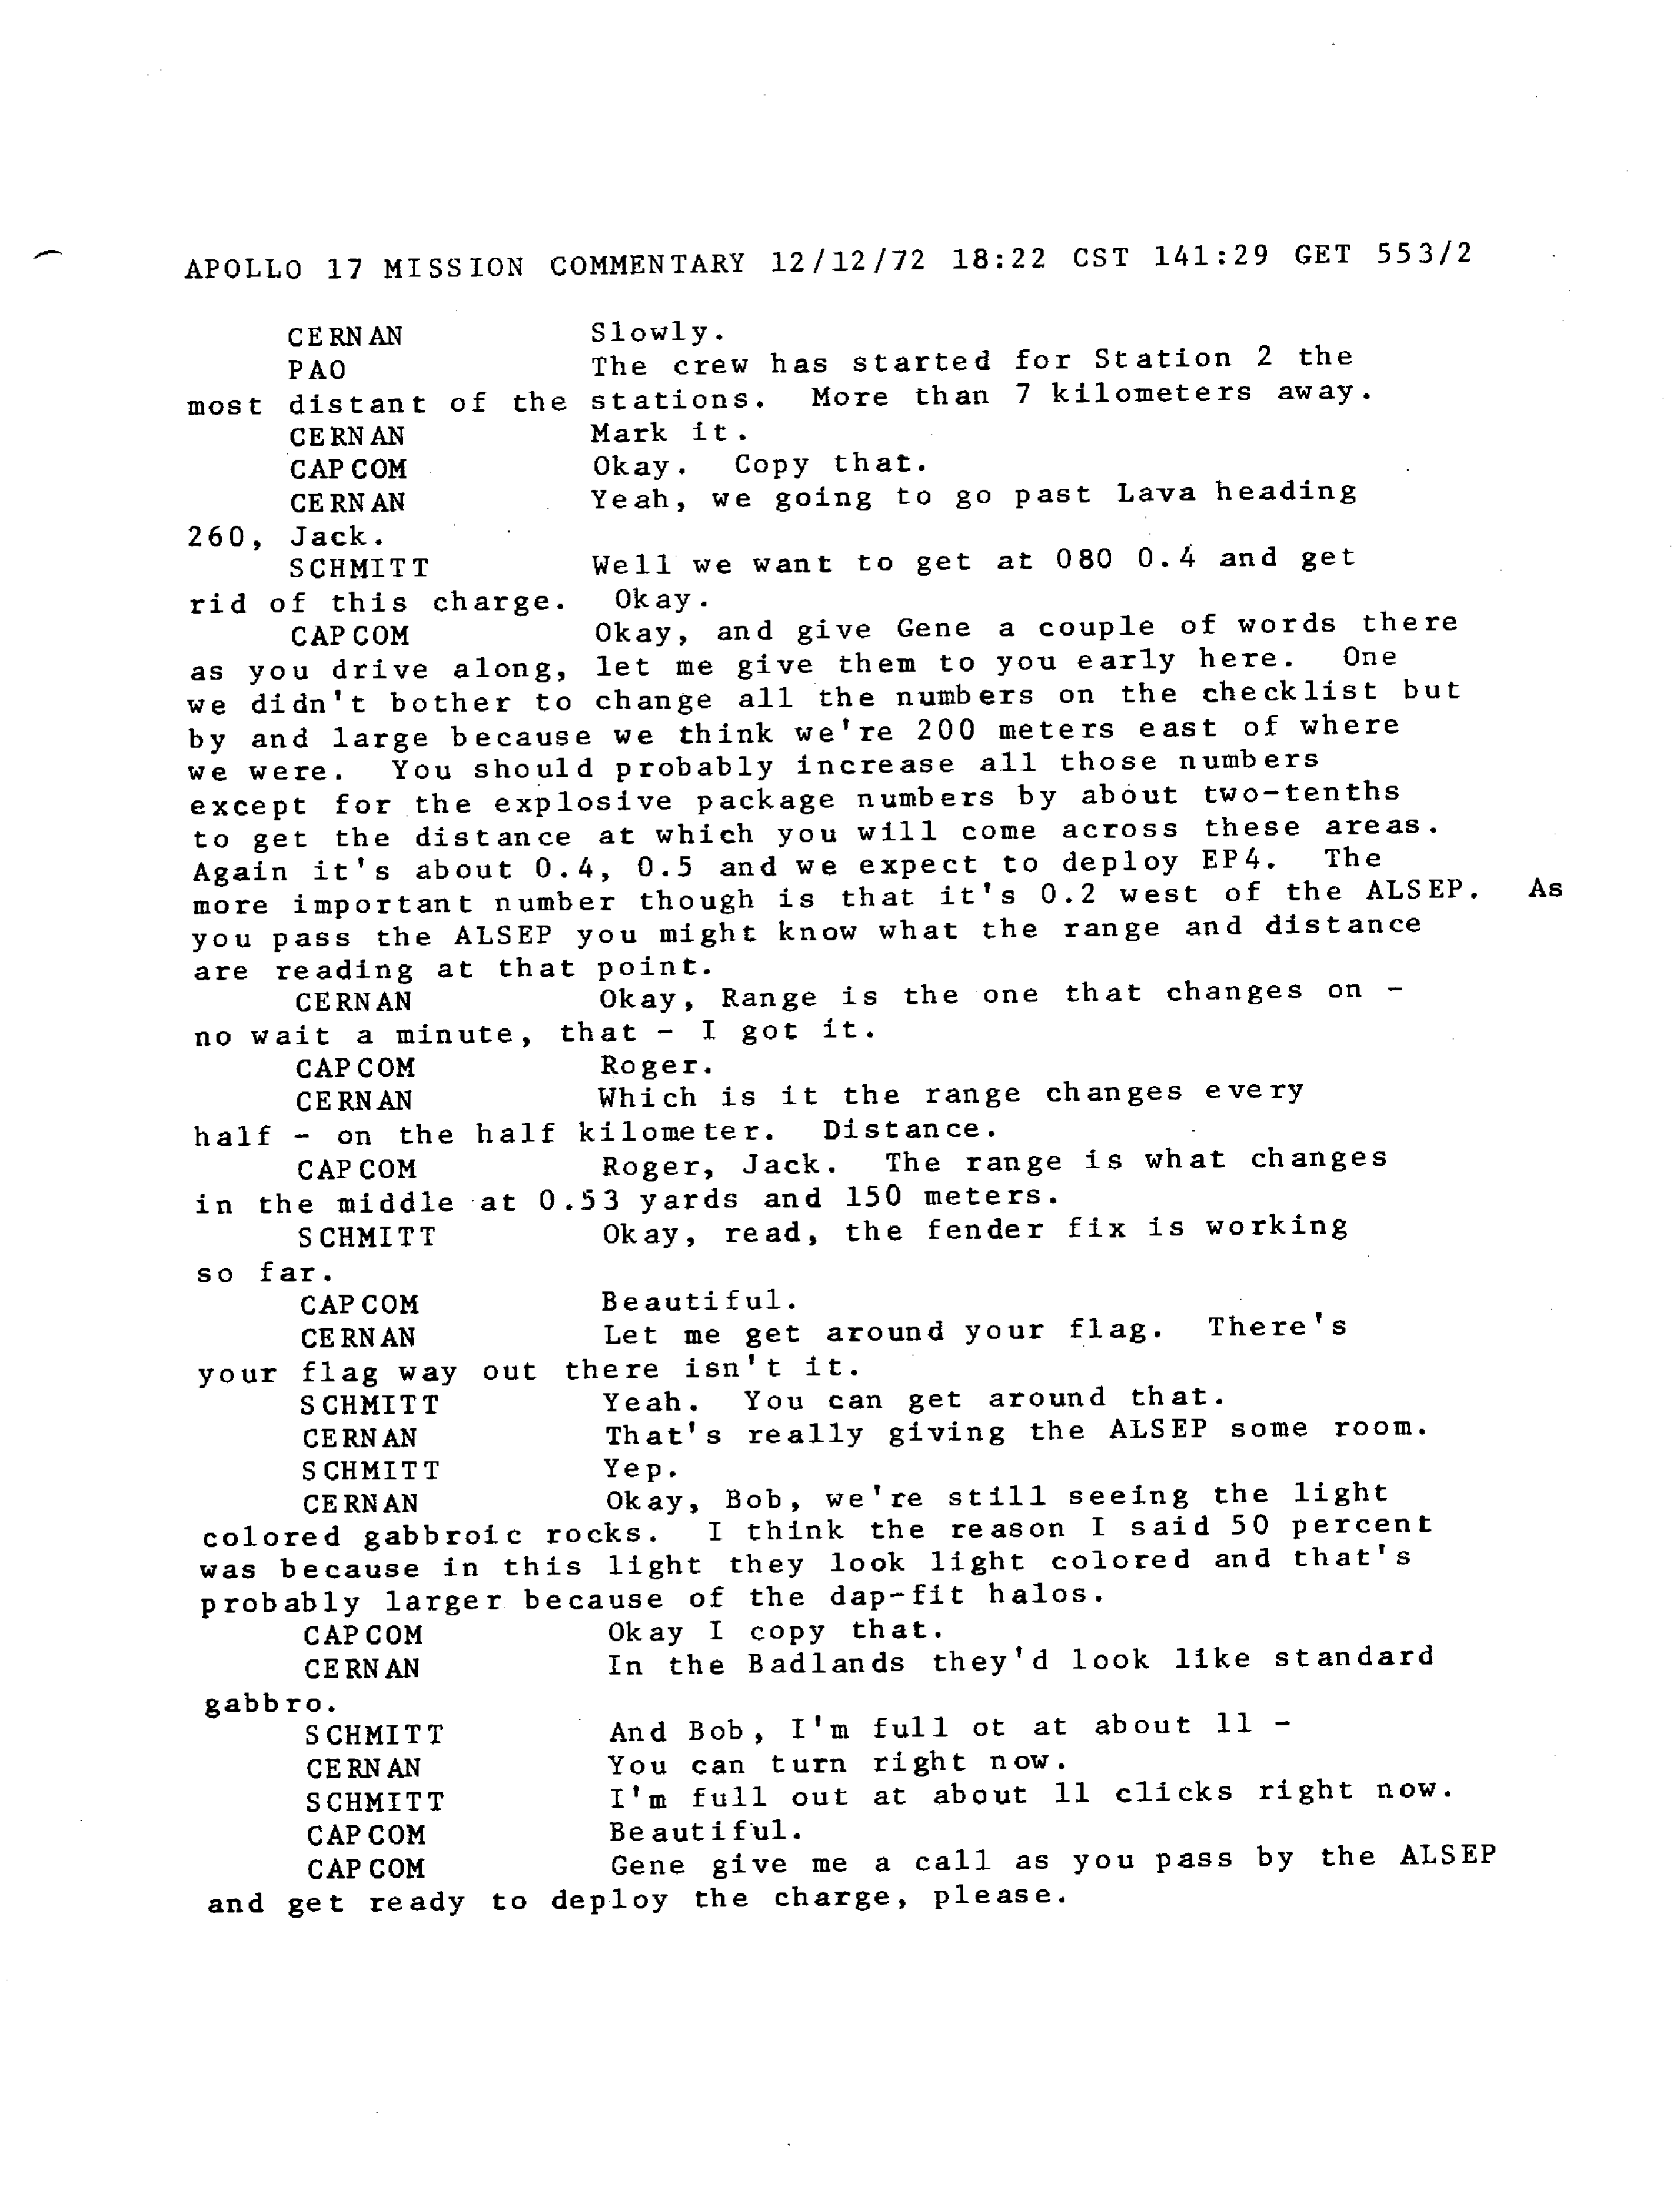 APOLLO 17 MISSION COMMENTARY 12/12/72 18:22 CST 141:29 GET 553/2
CERNAN Slowly.
PAO The crew has started for Station 2 the
most distant of the stations. More than 7 kilometers away.
CERNAN Mark it.
CAPCOM Okay. Copy that.
CERNAN Yeah, we going to go past Lava heading
260, Jack.
SCHMITT Well we want to get at 080 0.4 and get
rid of this charge. Okay.
CAPCOM Okay, and give Gene a couple of words there
as you drive along, let me give them to you early here. One
we didn't bother to change all the numbers on the checklist but
by and large because we think we're 200 meters east of where
we were. You should probably increase all those numbers
except for the explosive package numbers by about two-tenths
to get the distance at which you will come across these areas.
Again it's about 0.4, 0.5 and we expect to deploy EP4. The
more important number though is that it's 0.2 west of the ALSEP. As
you pass the ALSEP you might know what the range and distance
are reading at that point.
CERNAN Okay, Range is the one that changes on -
no wait a minute, that - I got it.
CAPCOM Roger.
CERNAN Which is it the range changes every
half - on the half kilometer. Distance.
CAPCOM Roger, Jack. The range is what changes
in the middle at 0.53 yards and 150 meters.
SCHMITT Okay, read, the fender fix is working
so far.
CAPCOM Beautiful.
CERNAN Let me get around your flag. There's
your flag way out there isn't it.
SCHMITT Yeah. You can get around that.
CERNAN That's really giving the ALSEP some room.
SCHMITT Yep.
CERNAN Okay, Bob, we're still seeing the light
colored gabbroic rocks. I think the reason I said 50 percent
was because in this light they look light colored and that's
probably larger because of the dap-fit halos.
CAPCOM Okay I copy that.
CERNAN In the Badlands they'd look like standard
gabbro.
SCHMITT And Bob, I'm full ot at about 11 -
CERNAN You can turn right now.
SCHMITT I'm full out at about 11 clicks right now.
CAPCOM Beautiful.
CAPCOM Gene give me a call as you pass by the ALSEP
and get ready to deploy the charge, please.